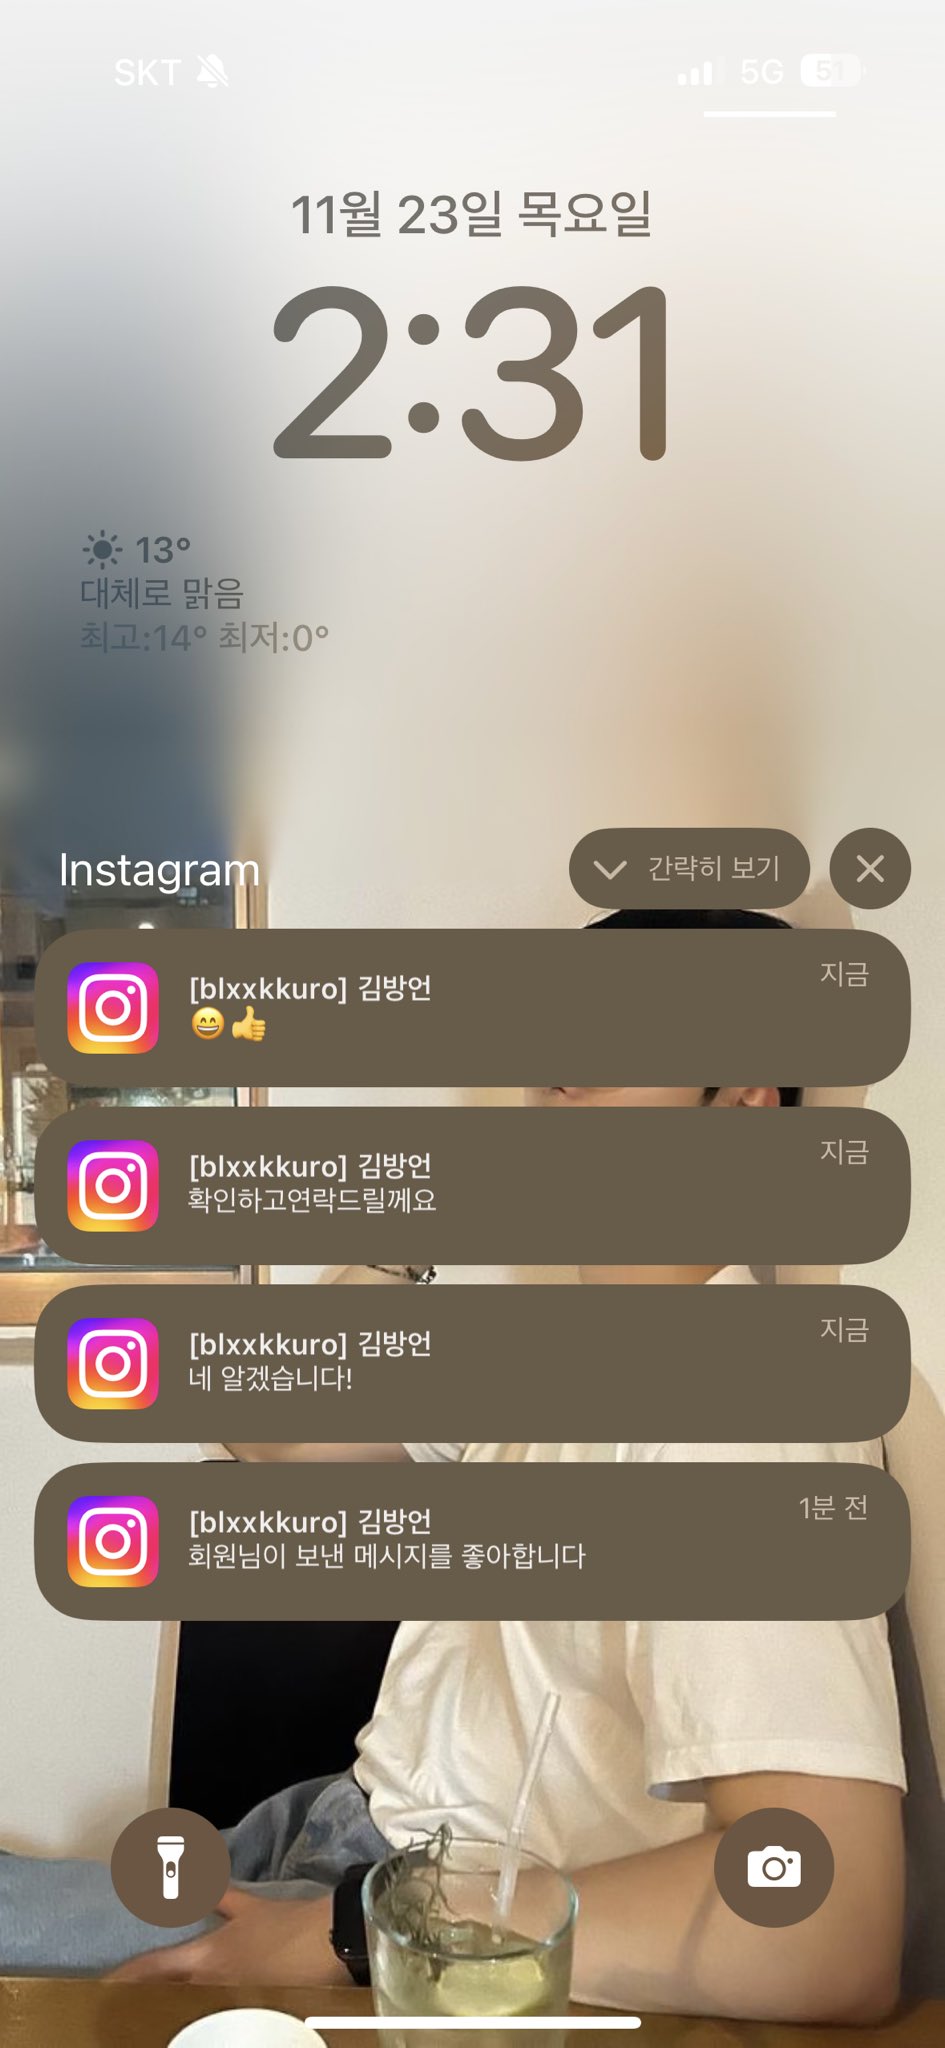 SKT 5G 51
11월 23일 목요일
2:31
13°
대체로 맑음
최고:14° 최저:0°
Instagram
간략히 보기
[blxxkkuro] 김방언
지금
😄👍
[blxxkkuro] 김방언
지금
확인하고연락드릴께요
[blxxkkuro] 김방언
지금
네 알겠습니다!
[blxxkkuro] 김방언
1분 전
회원님이 보낸 메시지를 좋아합니다